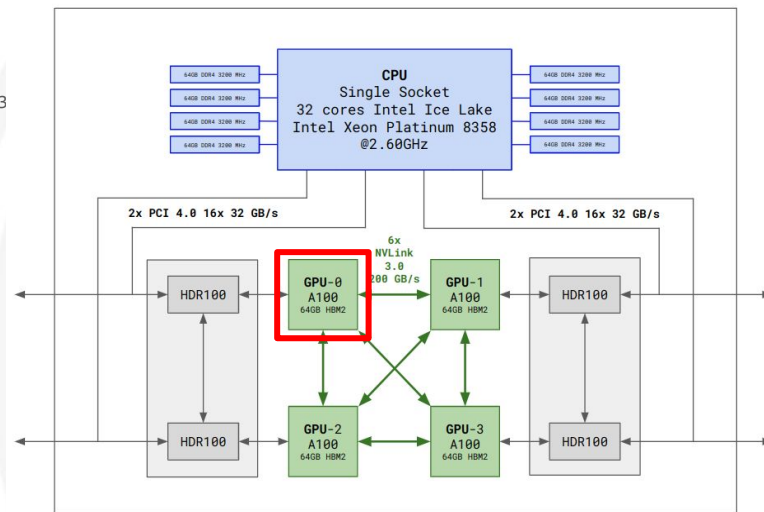 CPU
Single Socket
32 cores Intel Ice Lake
Intel Xeon Platinum 8358
@2.60GHz
64GB DDR4 3200 MHz
64GB DDR4 3200 MHz
64GB DDR4 3200 MHz
64GB DDR4 3200 MHz
64GB DDR4 3200 MHz
64GB DDR4 3200 MHz
64GB DDR4 3200 MHz
64GB DDR4 3200 MHz
3
2x PCI 4.0 16x 32 GB/s
2x PCI 4.0 16x 32 GB/s
6x
NVLink
3.0
200 GB/s
HDR100
GPU-0
A100
64GB HBM2
GPU-1
A100
64GB HBM2
HDR100
HDR100
GPU-2
A100
64GB HBM2
GPU-3
A100
64GB HBM2
HDR100